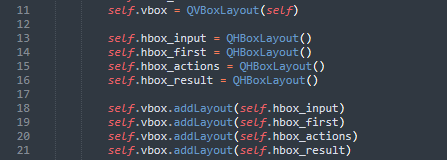 11 self.vbox = QVBoxLayout(self)
12
13 self.hbox_input = QHBoxLayout()
14 self.hbox_first = QHBoxLayout()
15 self.hbox_actions = QHBoxLayout()
16 self.hbox_result = QHBoxLayout()
17
18 self.vbox.addLayout(self.hbox_input)
19 self.vbox.addLayout(self.hbox_first)
20 self.vbox.addLayout(self.hbox_actions)
21 self.vbox.addLayout(self.hbox_result)